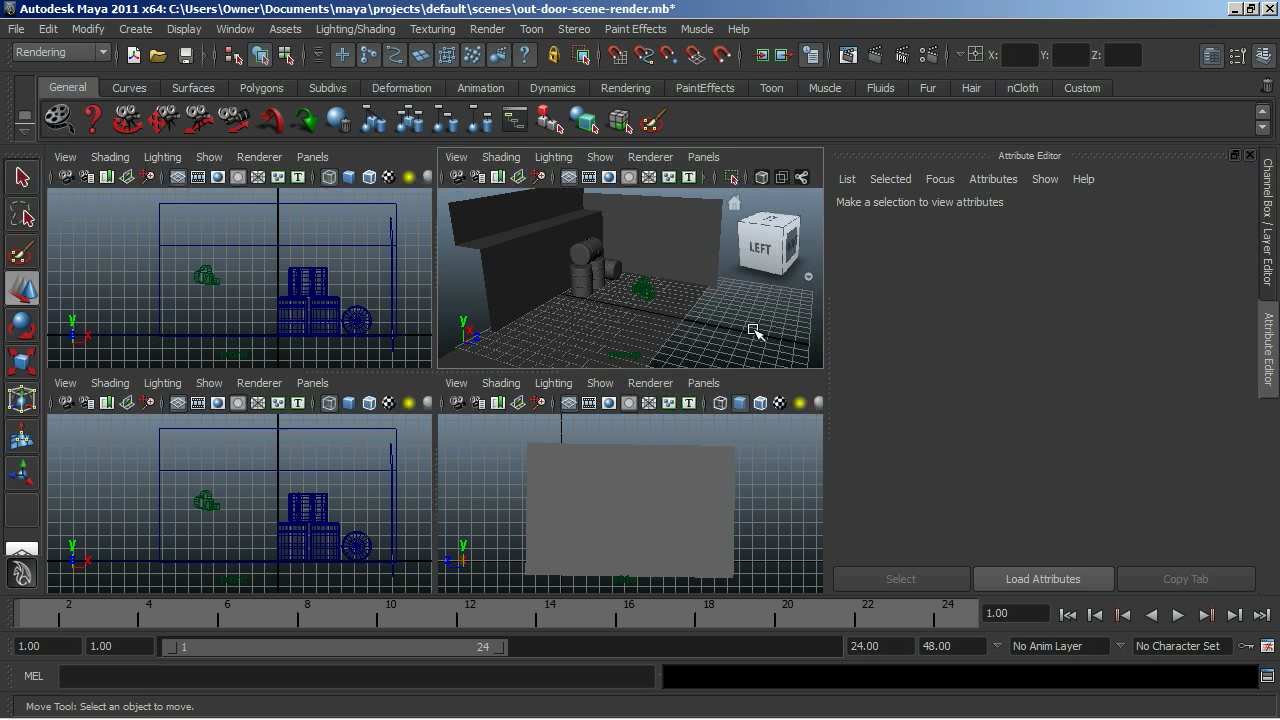 Autodesk Maya 2011 x64: C:\Users\Owner\Documents\maya\projects\default\scenes\out-door-scene-render.mb*
File Edit Modify Create Display Window Assets Lighting/Shading Texturing Render Toon Stereo Paint Effects Muscle Help
Rendering X: Y: Z:
General Curves Surfaces Polygons Subdivs Deformation Animation Dynamics Rendering PaintEffects Toon Muscle Fluids Fur Hair nCloth Custom
View Shading Lighting Show Renderer Panels
View Shading Lighting Show Renderer Panels
Attribute Editor
List Selected Focus Attributes Show Help
Make a selection to view attributes
LEFT
y x
y x z
Channel Box / Layer Editor
Attribute Editor
View Shading Lighting Show Renderer Panels
View Shading Lighting Show Renderer Panels
y x
y z
Select Load Attributes Copy Tab
2 4 6 8 10 12 14 16 18 20 22 24 1.00
1.00 1.00 1 24 24.00 48.00 No Anim Layer No Character Set
MEL
Move Tool: Select an object to move.